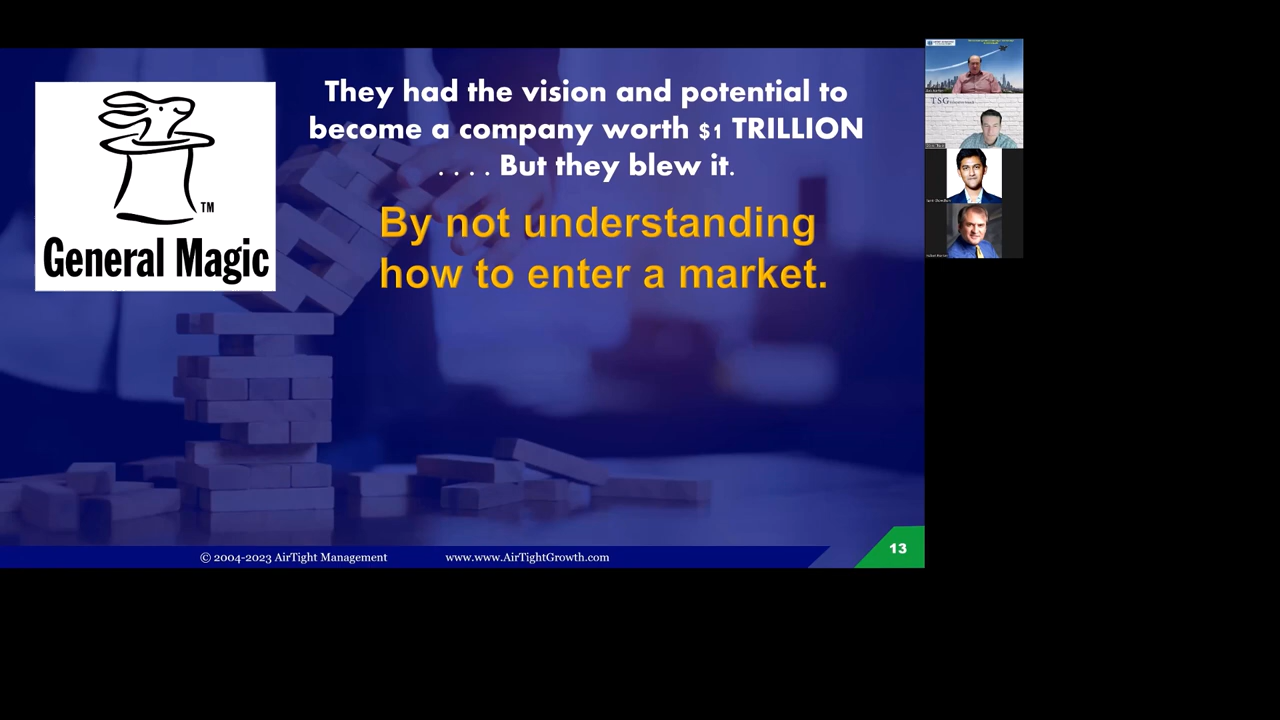 They had the vision and potential to
become a company worth $1 TRILLION
. . . . But they blew it.
TM
General Magic
By not understanding
how to enter a market.
© 2004-2023 AirTight Management
www.www.AirTightGrowth.com
13
TSG